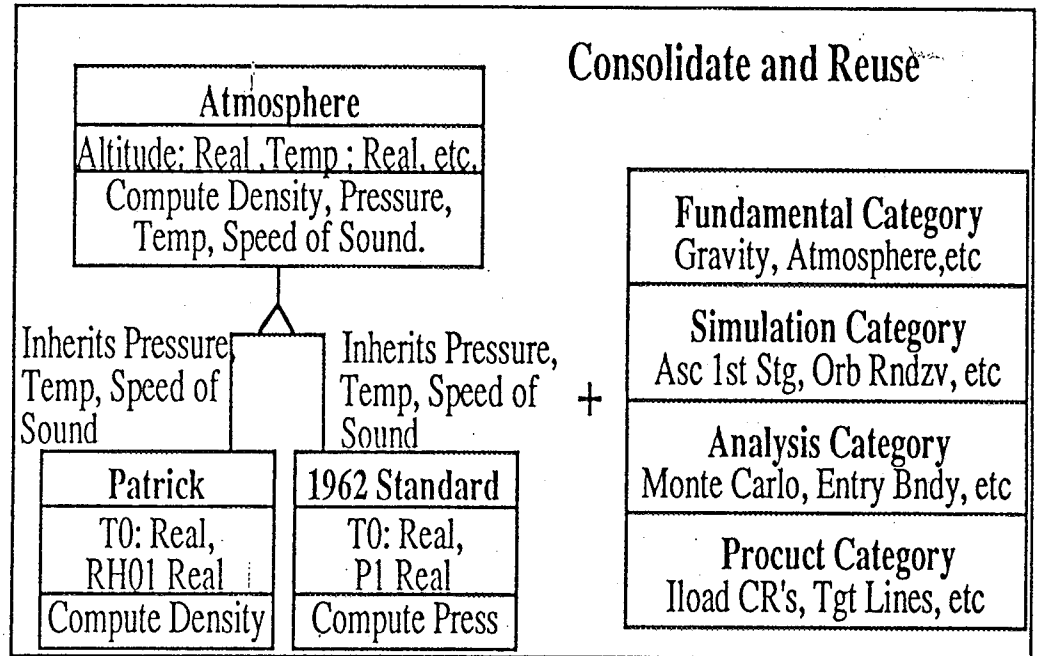 Consolidate and Reuse
Atmosphere
Altitude: Real ,Temp : Real, etc.
Compute Density, Pressure,
Temp, Speed of Sound.
Inherits Pressure,
Temp, Speed of
Sound
Inherits Pressure,
Temp, Speed of
Sound
Patrick
T0: Real,
RH01 Real
Compute Density
1962 Standard
T0: Real,
P1 Real
Compute Press
+
Fundamental Category
Gravity, Atmosphere,etc
Simulation Category
Asc 1st Stg, Orb Rndzv, etc
Analysis Category
Monte Carlo, Entry Bndy, etc
Procuct Category
Iload CR's, Tgt Lines, etc